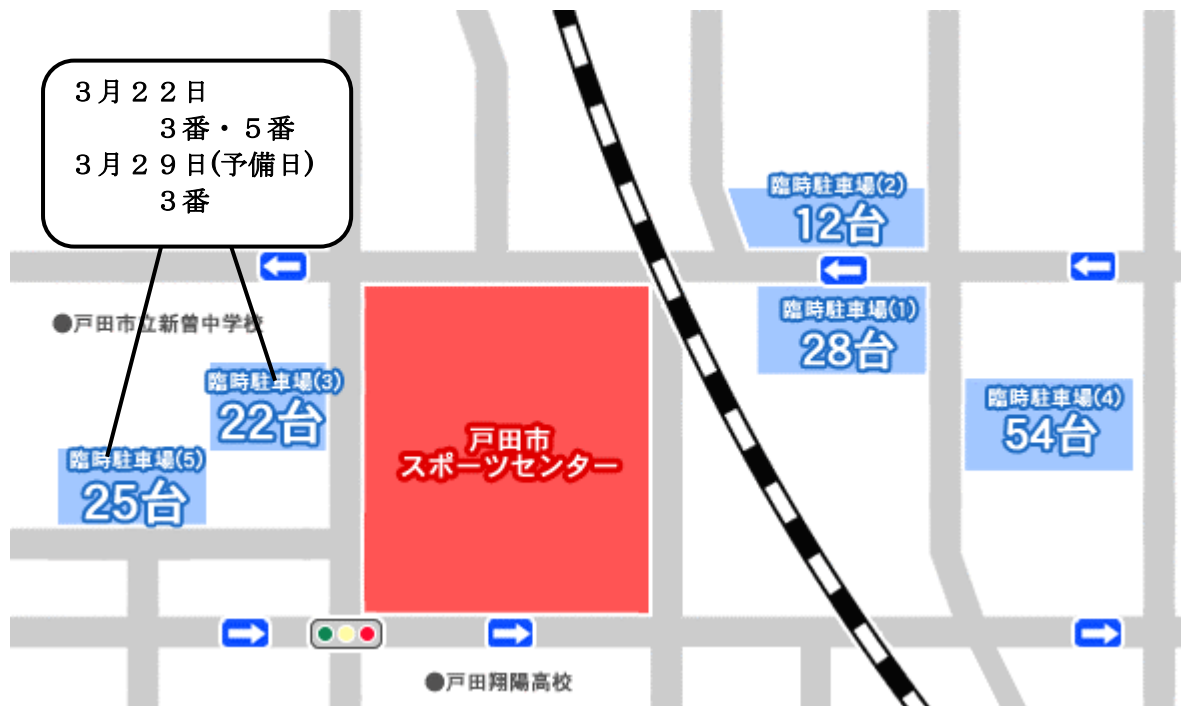 ３月２２日
３番・５番
３月２９日(予備日)
３番
臨時駐車場(2)
12台
臨時駐車場(1)
28台
●戸田市立新曽中学校
臨時駐車場(3)
22台
臨時駐車場(4)
54台
戸田市
スポーツセンター
臨時駐車場(5)
25台
●戸田翔陽高校